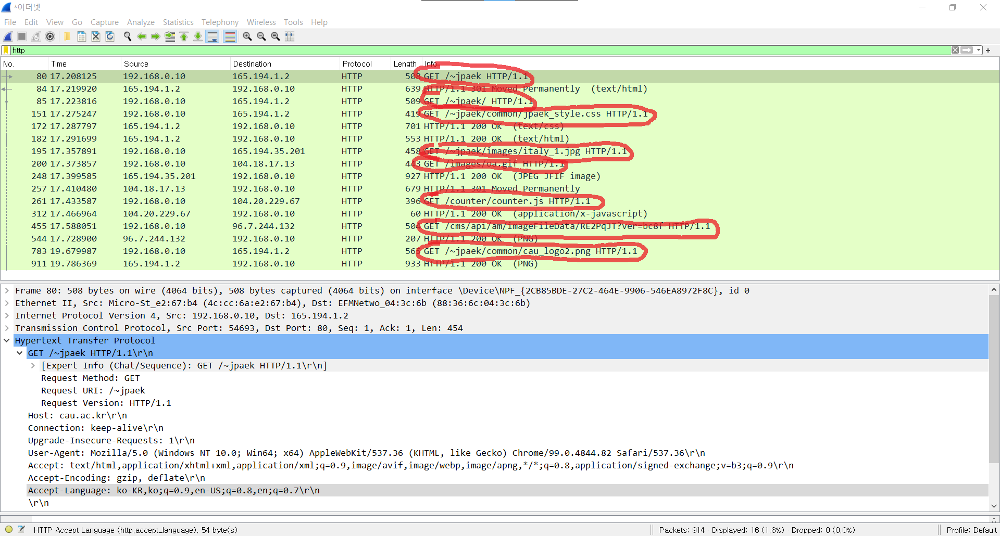 *이더넷
File Edit View Go Capture Analyze Statistics Telephony Wireless Tools Help
http
No. Time Source Destination Protocol Length Info
80 17.208125 192.168.0.10 165.194.1.2 HTTP 508 GET /~jpaek HTTP/1.1
84 17.219920 165.194.1.2 192.168.0.10 HTTP 639 HTTP/1.1 301 Moved Permanently (text/html)
85 17.223816 192.168.0.10 165.194.1.2 HTTP 509 GET /~jpaek/ HTTP/1.1
151 17.275247 192.168.0.10 165.194.1.2 HTTP 419 GET /~jpaek/common/jpaek_style.css HTTP/1.1
172 17.287797 165.194.1.2 192.168.0.10 HTTP 701 HTTP/1.1 200 OK (text/css)
182 17.291699 165.194.1.2 192.168.0.10 HTTP 553 HTTP/1.1 200 OK (text/html)
195 17.357891 192.168.0.10 165.194.35.201 HTTP 458 GET /~jpaek/images/italy_1.jpg HTTP/1.1
200 17.373857 192.168.0.10 104.18.17.13 HTTP 443 GET /images/oa.gif HTTP/1.1
248 17.399585 165.194.35.201 192.168.0.10 HTTP 927 HTTP/1.1 200 OK (JPEG JFIF image)
257 17.410480 104.18.17.13 192.168.0.10 HTTP 679 HTTP/1.1 301 Moved Permanently
261 17.433587 192.168.0.10 104.20.229.67 HTTP 396 GET /counter/counter.js HTTP/1.1
312 17.466964 104.20.229.67 192.168.0.10 HTTP 60 HTTP/1.1 200 OK (application/x-javascript)
455 17.588051 192.168.0.10 96.7.244.132 HTTP 504 GET /cms/api/am/imageFileData/RE2PqJT?ver=bc8f HTTP/1.1
544 17.728900 96.7.244.132 192.168.0.10 HTTP 207 HTTP/1.1 200 OK (PNG)
783 19.679987 192.168.0.10 165.194.1.2 HTTP 565 GET /~jpaek/common/cau_logo2.png HTTP/1.1
911 19.786369 165.194.1.2 192.168.0.10 HTTP 933 HTTP/1.1 200 OK (PNG)
Frame 80: 508 bytes on wire (4064 bits), 508 bytes captured (4064 bits) on interface \Device\NPF_{2CB85BDE-27C2-464E-9906-546EA8972F8C}, id 0
Ethernet II, Src: Micro-St_e2:67:b4 (4c:cc:6a:e2:67:b4), Dst: EFMNetwo_04:3c:6b (88:36:6c:04:3c:6b)
Internet Protocol Version 4, Src: 192.168.0.10, Dst: 165.194.1.2
Transmission Control Protocol, Src Port: 54693, Dst Port: 80, Seq: 1, Ack: 1, Len: 454
Hypertext Transfer Protocol
GET /~jpaek HTTP/1.1\r\n
[Expert Info (Chat/Sequence): GET /~jpaek HTTP/1.1\r\n]
Request Method: GET
Request URI: /~jpaek
Request Version: HTTP/1.1
Host: cau.ac.kr\r\n
Connection: keep-alive\r\n
Upgrade-Insecure-Requests: 1\r\n
User-Agent: Mozilla/5.0 (Windows NT 10.0; Win64; x64) AppleWebKit/537.36 (KHTML, like Gecko) Chrome/99.0.4844.82 Safari/537.36\r\n
Accept: text/html,application/xhtml+xml,application/xml;q=0.9,image/avif,image/webp,image/apng,*/*;q=0.8,application/signed-exchange;v=b3;q=0.9\r\n
Accept-Encoding: gzip, deflate\r\n
Accept-Language: ko-KR,ko;q=0.9,en-US;q=0.8,en;q=0.7\r\n
\r\n
HTTP Accept Language (http.accept_language), 54 byte(s) Packets: 914 · Displayed: 16 (1.8%) · Dropped: 0 (0.0%) Profile: Default